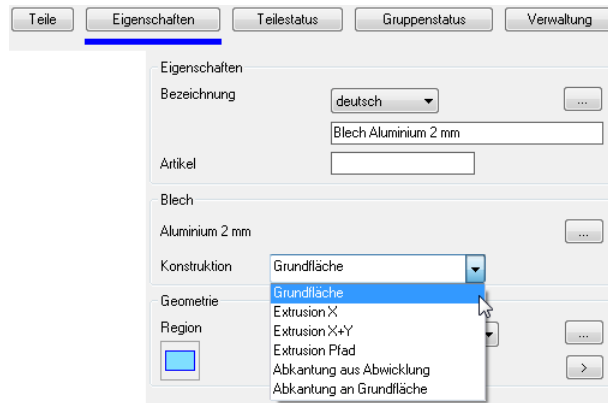 Teile Eigenschaften Teilestatus Gruppenstatus Verwaltung
Eigenschaften
Bezeichnung deutsch ...
Blech Aluminium 2 mm
Artikel
Blech
Aluminium 2 mm ...
Konstruktion Grundfläche
Grundfläche
Geometrie
Extrusion X
Region Extrusion X+Y ...
Extrusion Pfad
Abkantung aus Abwicklung >
Abkantung an Grundfläche